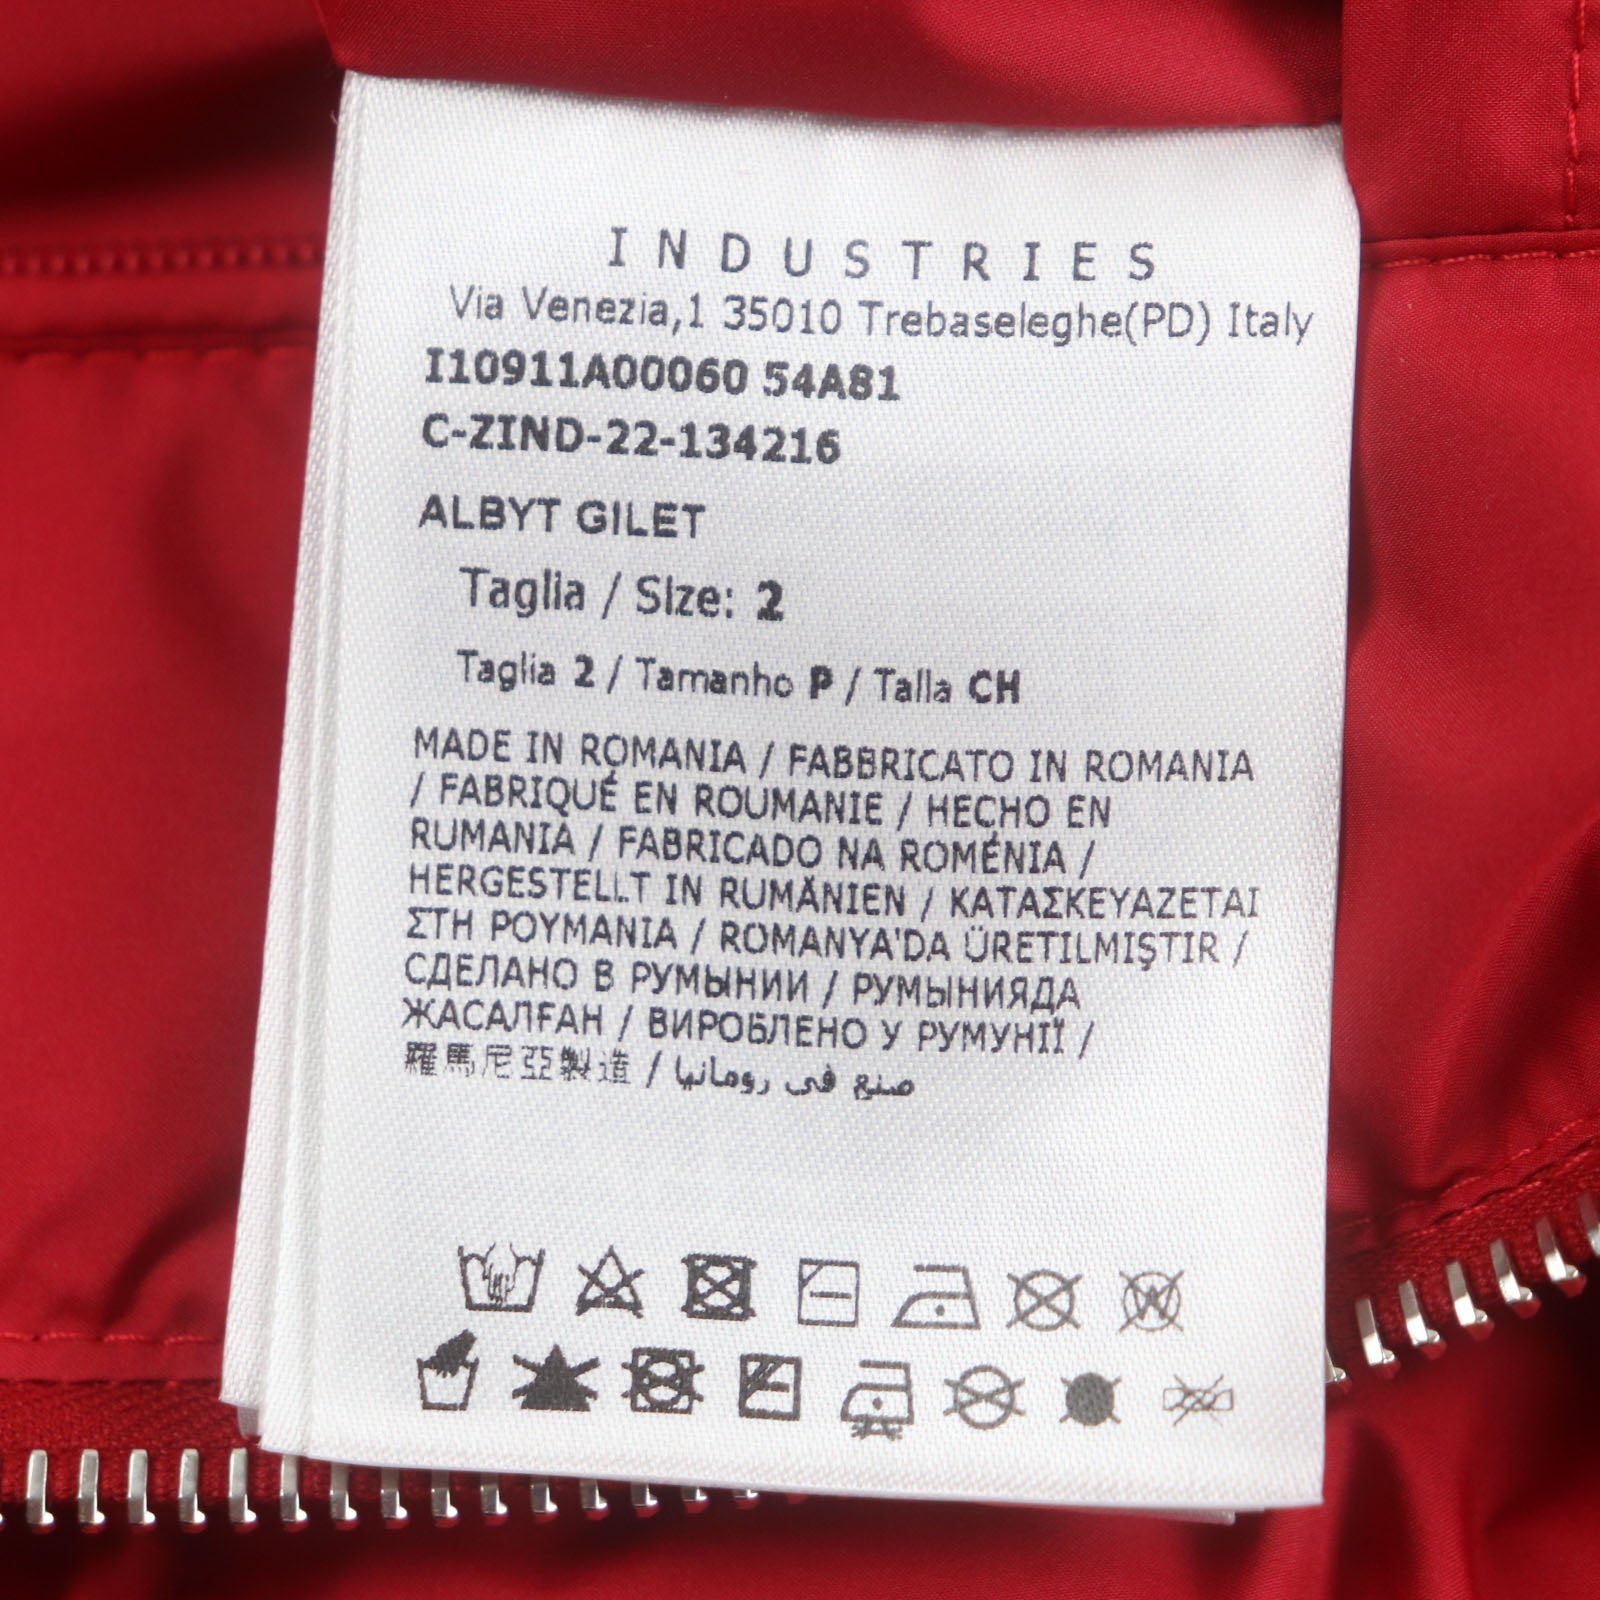 INDUSTRIES
Via Venezia,1 35010 Trebaseleghe(PD) Italy
I10911A00060 54A81
C-ZIND-22-134216
ALBYT GILET
Taglia / Size: 2
Taglia 2 / Tamanho P / Talla CH
MADE IN ROMANIA / FABBRICATO IN ROMANIA
/ FABRIQUÉ EN ROUMANIE / HECHO EN
RUMANIA / FABRICADO NA ROMÉNIA /
HERGESTELLT IN RUMÄNIEN / ΚΑΤΑΣΚΕΥΑΖΕΤΑΙ
ΣΤΗ ΡΟΥΜΑΝΙΑ / ROMANYA'DA ÜRETILMIŞTIR /
СДЕЛАНО В РУМЫНИИ / РУМЫНИЯДА
ЖАСАЛҒАН / ВИРОБЛЕНО У РУМУНІЇ /
羅馬尼亞製造 / صنع في رومانيا